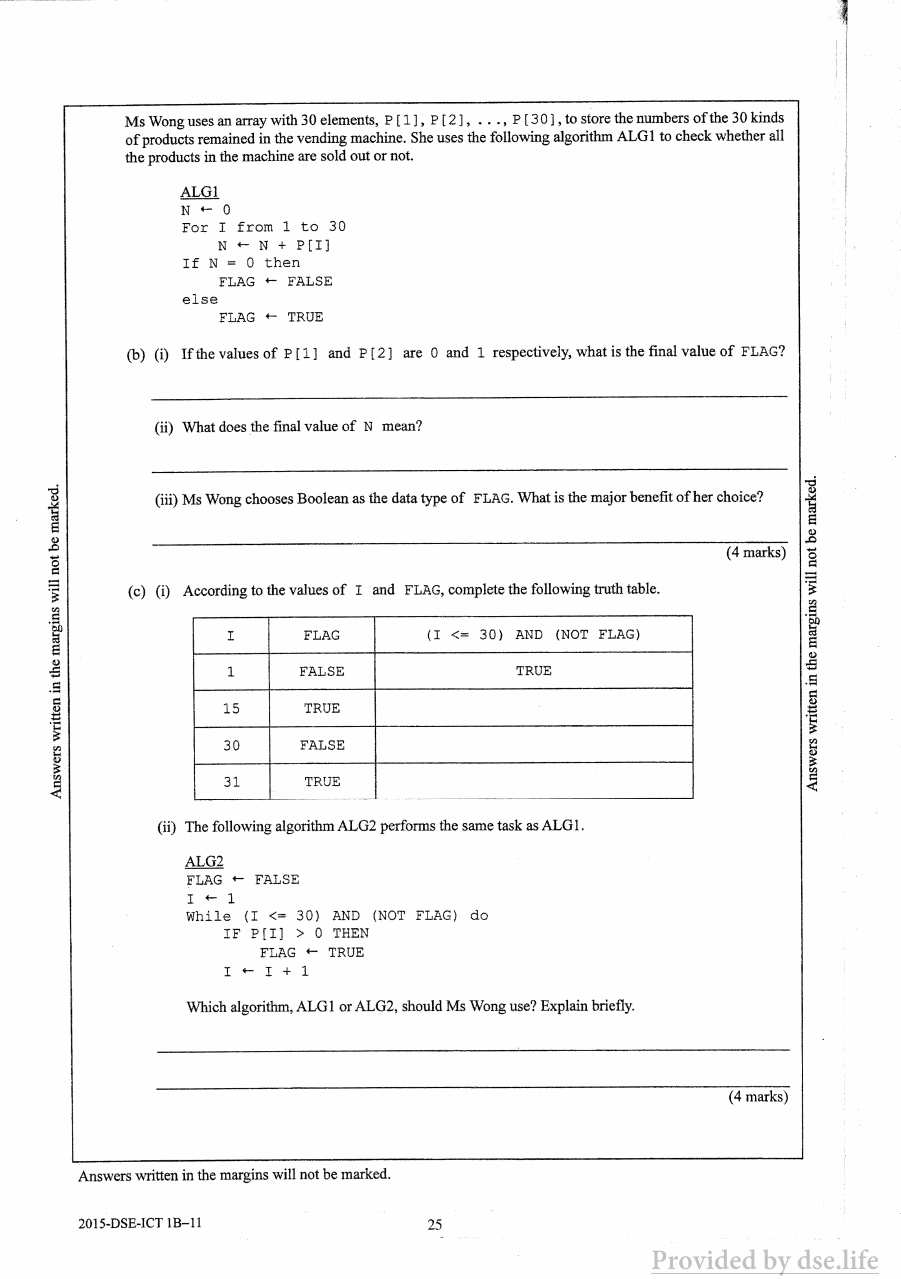 Ms Wong uses an array with 30 elements, P[1], P[2], ..., P[30], to store the numbers of the 30 kinds
of products remained in the vending machine. She uses the following algorithm ALG1 to check whether all
the products in the machine are sold out or not.
ALG1
N ← 0
For I from 1 to 30
N ← N + P[I]
If N = 0 then
FLAG ← FALSE
else
FLAG ← TRUE
(b) (i) If the values of P[1] and P[2] are 0 and 1 respectively, what is the final value of FLAG?
(ii) What does the final value of N mean?
(iii) Ms Wong chooses Boolean as the data type of FLAG. What is the major benefit of her choice?
(4 marks)
(c) (i) According to the values of I and FLAG, complete the following truth table.
I FLAG (I <= 30) AND (NOT FLAG)
1 FALSE TRUE
15 TRUE
30 FALSE
31 TRUE
(ii) The following algorithm ALG2 performs the same task as ALG1.
ALG2
FLAG ← FALSE
I ← 1
While (I <= 30) AND (NOT FLAG) do
IF P[I] > 0 THEN
FLAG ← TRUE
I ← I + 1
Which algorithm, ALG1 or ALG2, should Ms Wong use? Explain briefly.
(4 marks)
Answers written in the margins will not be marked.
Answers written in the margins will not be marked.
Answers written in the margins will not be marked.
2015-DSE-ICT 1B–11
25
Provided by dse.life